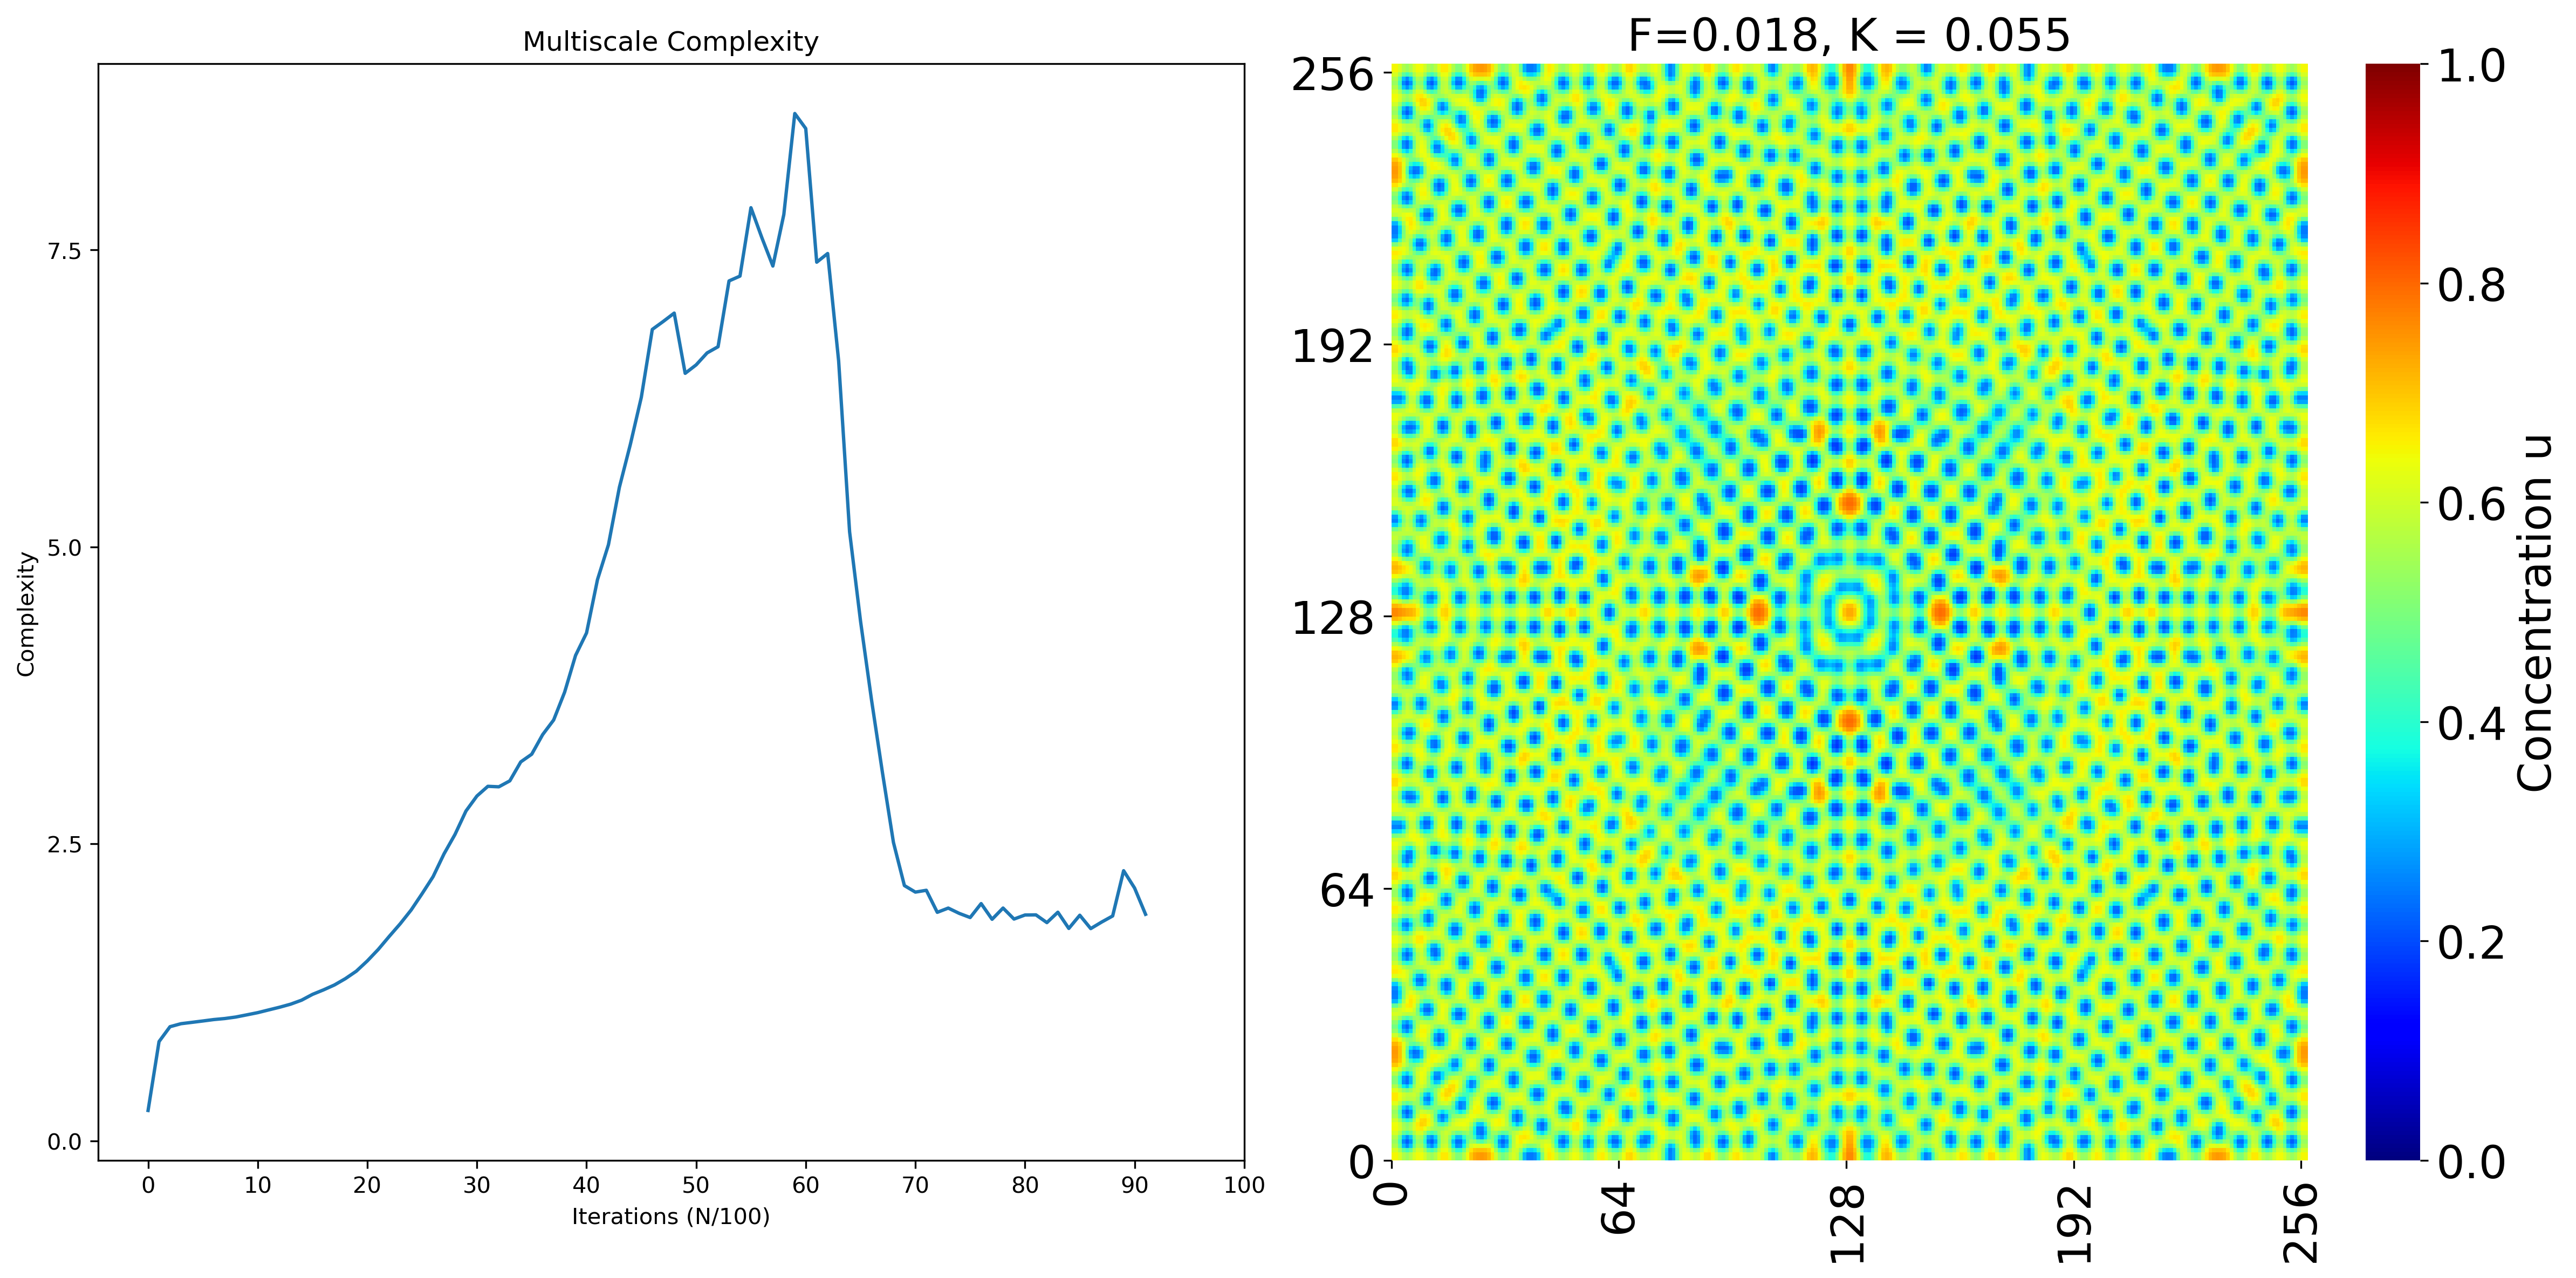 Multiscale Complexity
7.5
5.0
2.5
0.0
Complexity
0 10 20 30 40 50 60 70 80 90 100
Iterations (N/100)
F=0.018, K = 0.055
256
192
128
64
0
0 64 128 192 256
1.0
0.8
0.6
0.4
0.2
0.0
Concentration u